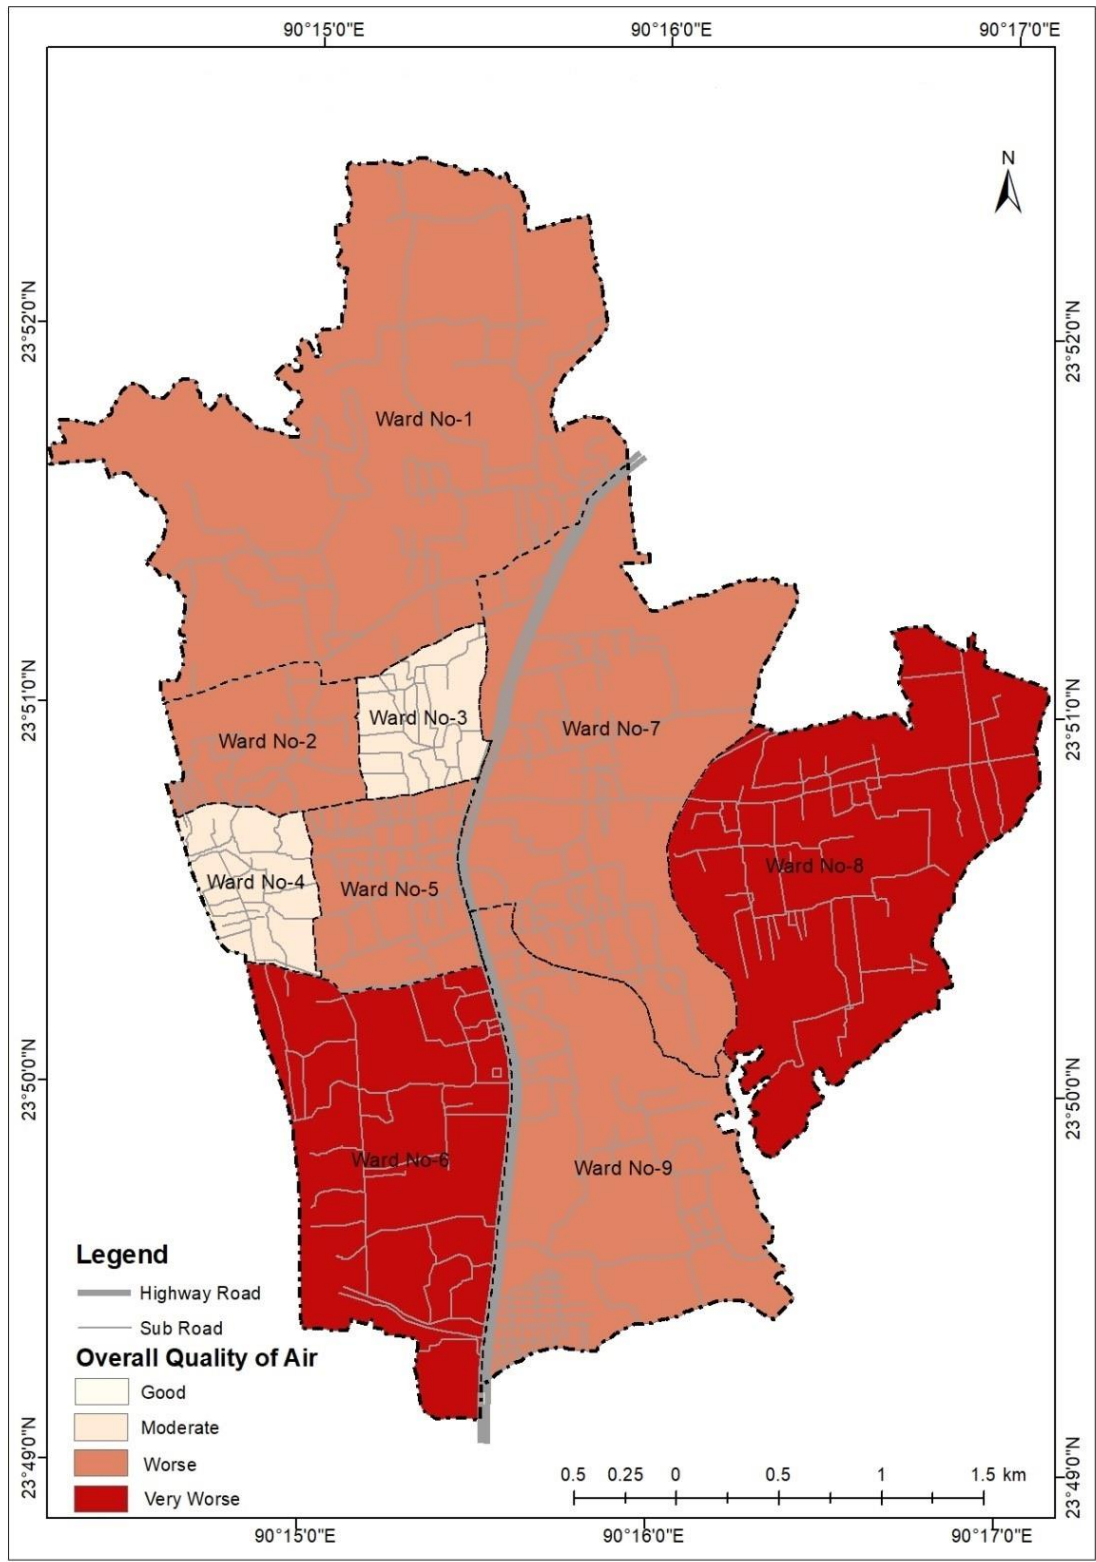 90°15'0"E 90°16'0"E 90°17'0"E
N
23°52'0"N
23°52'0"N
Ward No-1
23°51'0"N
23°51'0"N
Ward No-3
Ward No-7
Ward No-2
Ward No-8
Ward No-4
Ward No-5
23°50'0"N
23°50'0"N
Ward No-6
Ward No-9
Legend
Highway Road
Sub Road
Overall Quality of Air
Good
Moderate
Worse
Very Worse
23°49'0"N
23°49'0"N
0.5 0.25 0 0.5 1 1.5 km
90°15'0"E 90°16'0"E 90°17'0"E